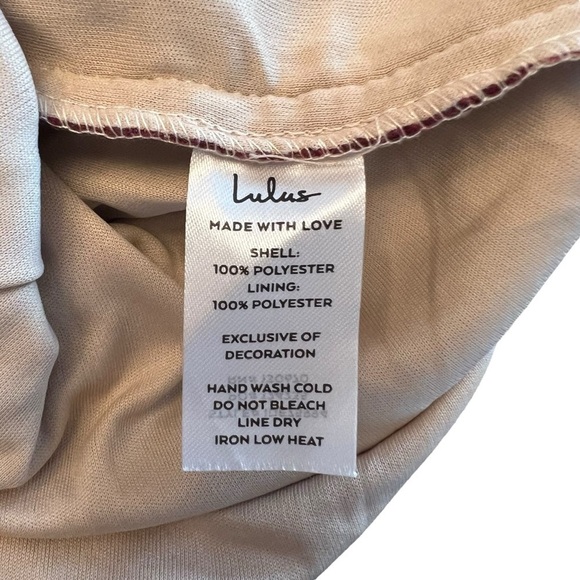 Lulus
MADE WITH LOVE
SHELL:
100% POLYESTER
LINING:
100% POLYESTER
EXCLUSIVE OF
DECORATION
HAND WASH COLD
DO NOT BLEACH
LINE DRY
IRON LOW HEAT